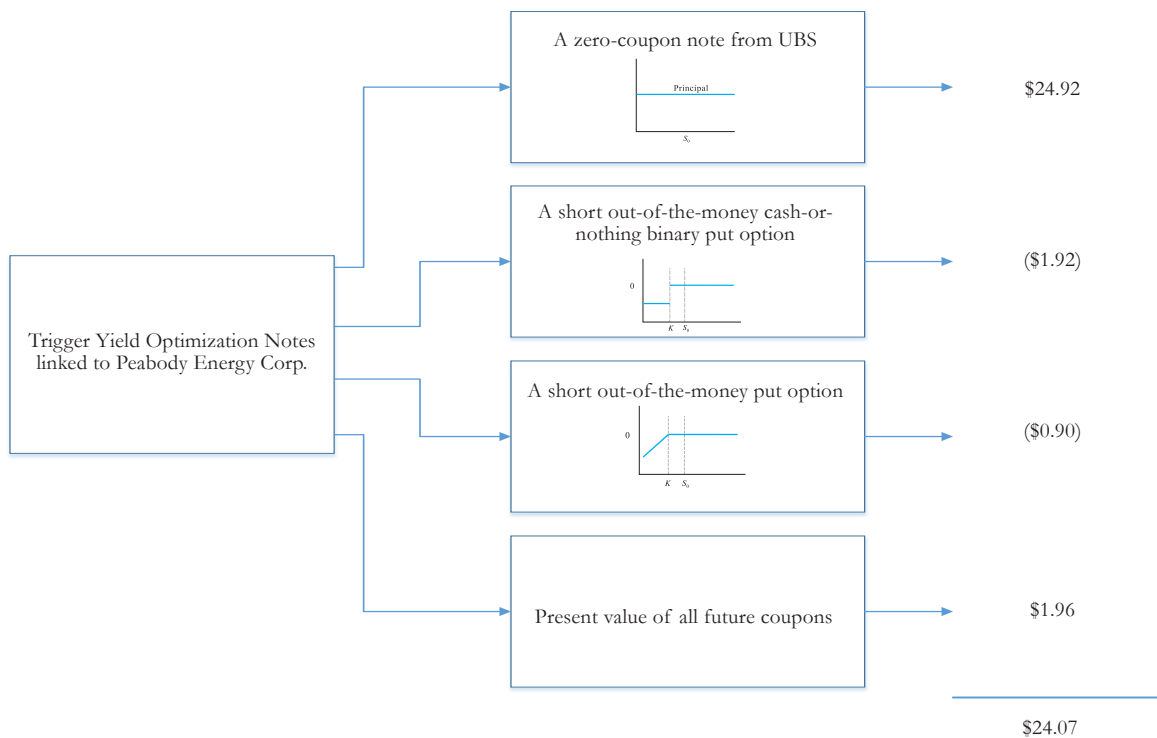 A zero-coupon note from UBS
Principal
S₀
$24.92
A short out-of-the-money cash-or-
nothing binary put option
0
K S₀
($1.92)
Trigger Yield Optimization Notes
linked to Peabody Energy Corp.
A short out-of-the-money put option
0
K S₀
($0.90)
Present value of all future coupons
$1.96
$24.07